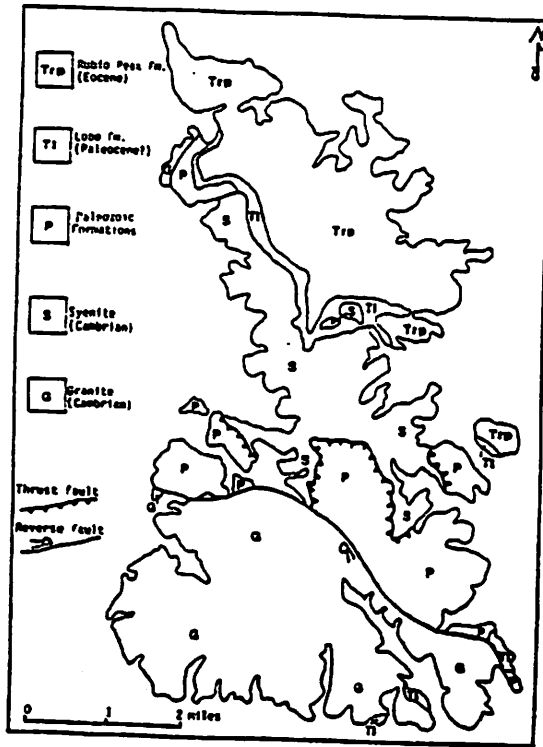 Trp
Rubio Peak fm.
(Eocene)
Tl
Lobo fm.
(Paleocene?)
P
Paleozoic
Formations
S
Syenite
(Cambrian)
G
Granite
(Cambrian)
Thrust fault
Reverse fault
0 1 2 miles
Trp
P
S
Tl
Trp
S
Tl
Trp
S
P
P
S
Trp
Tl
P
S
P
P
P
S
G
G
P
G
G
G
Tl